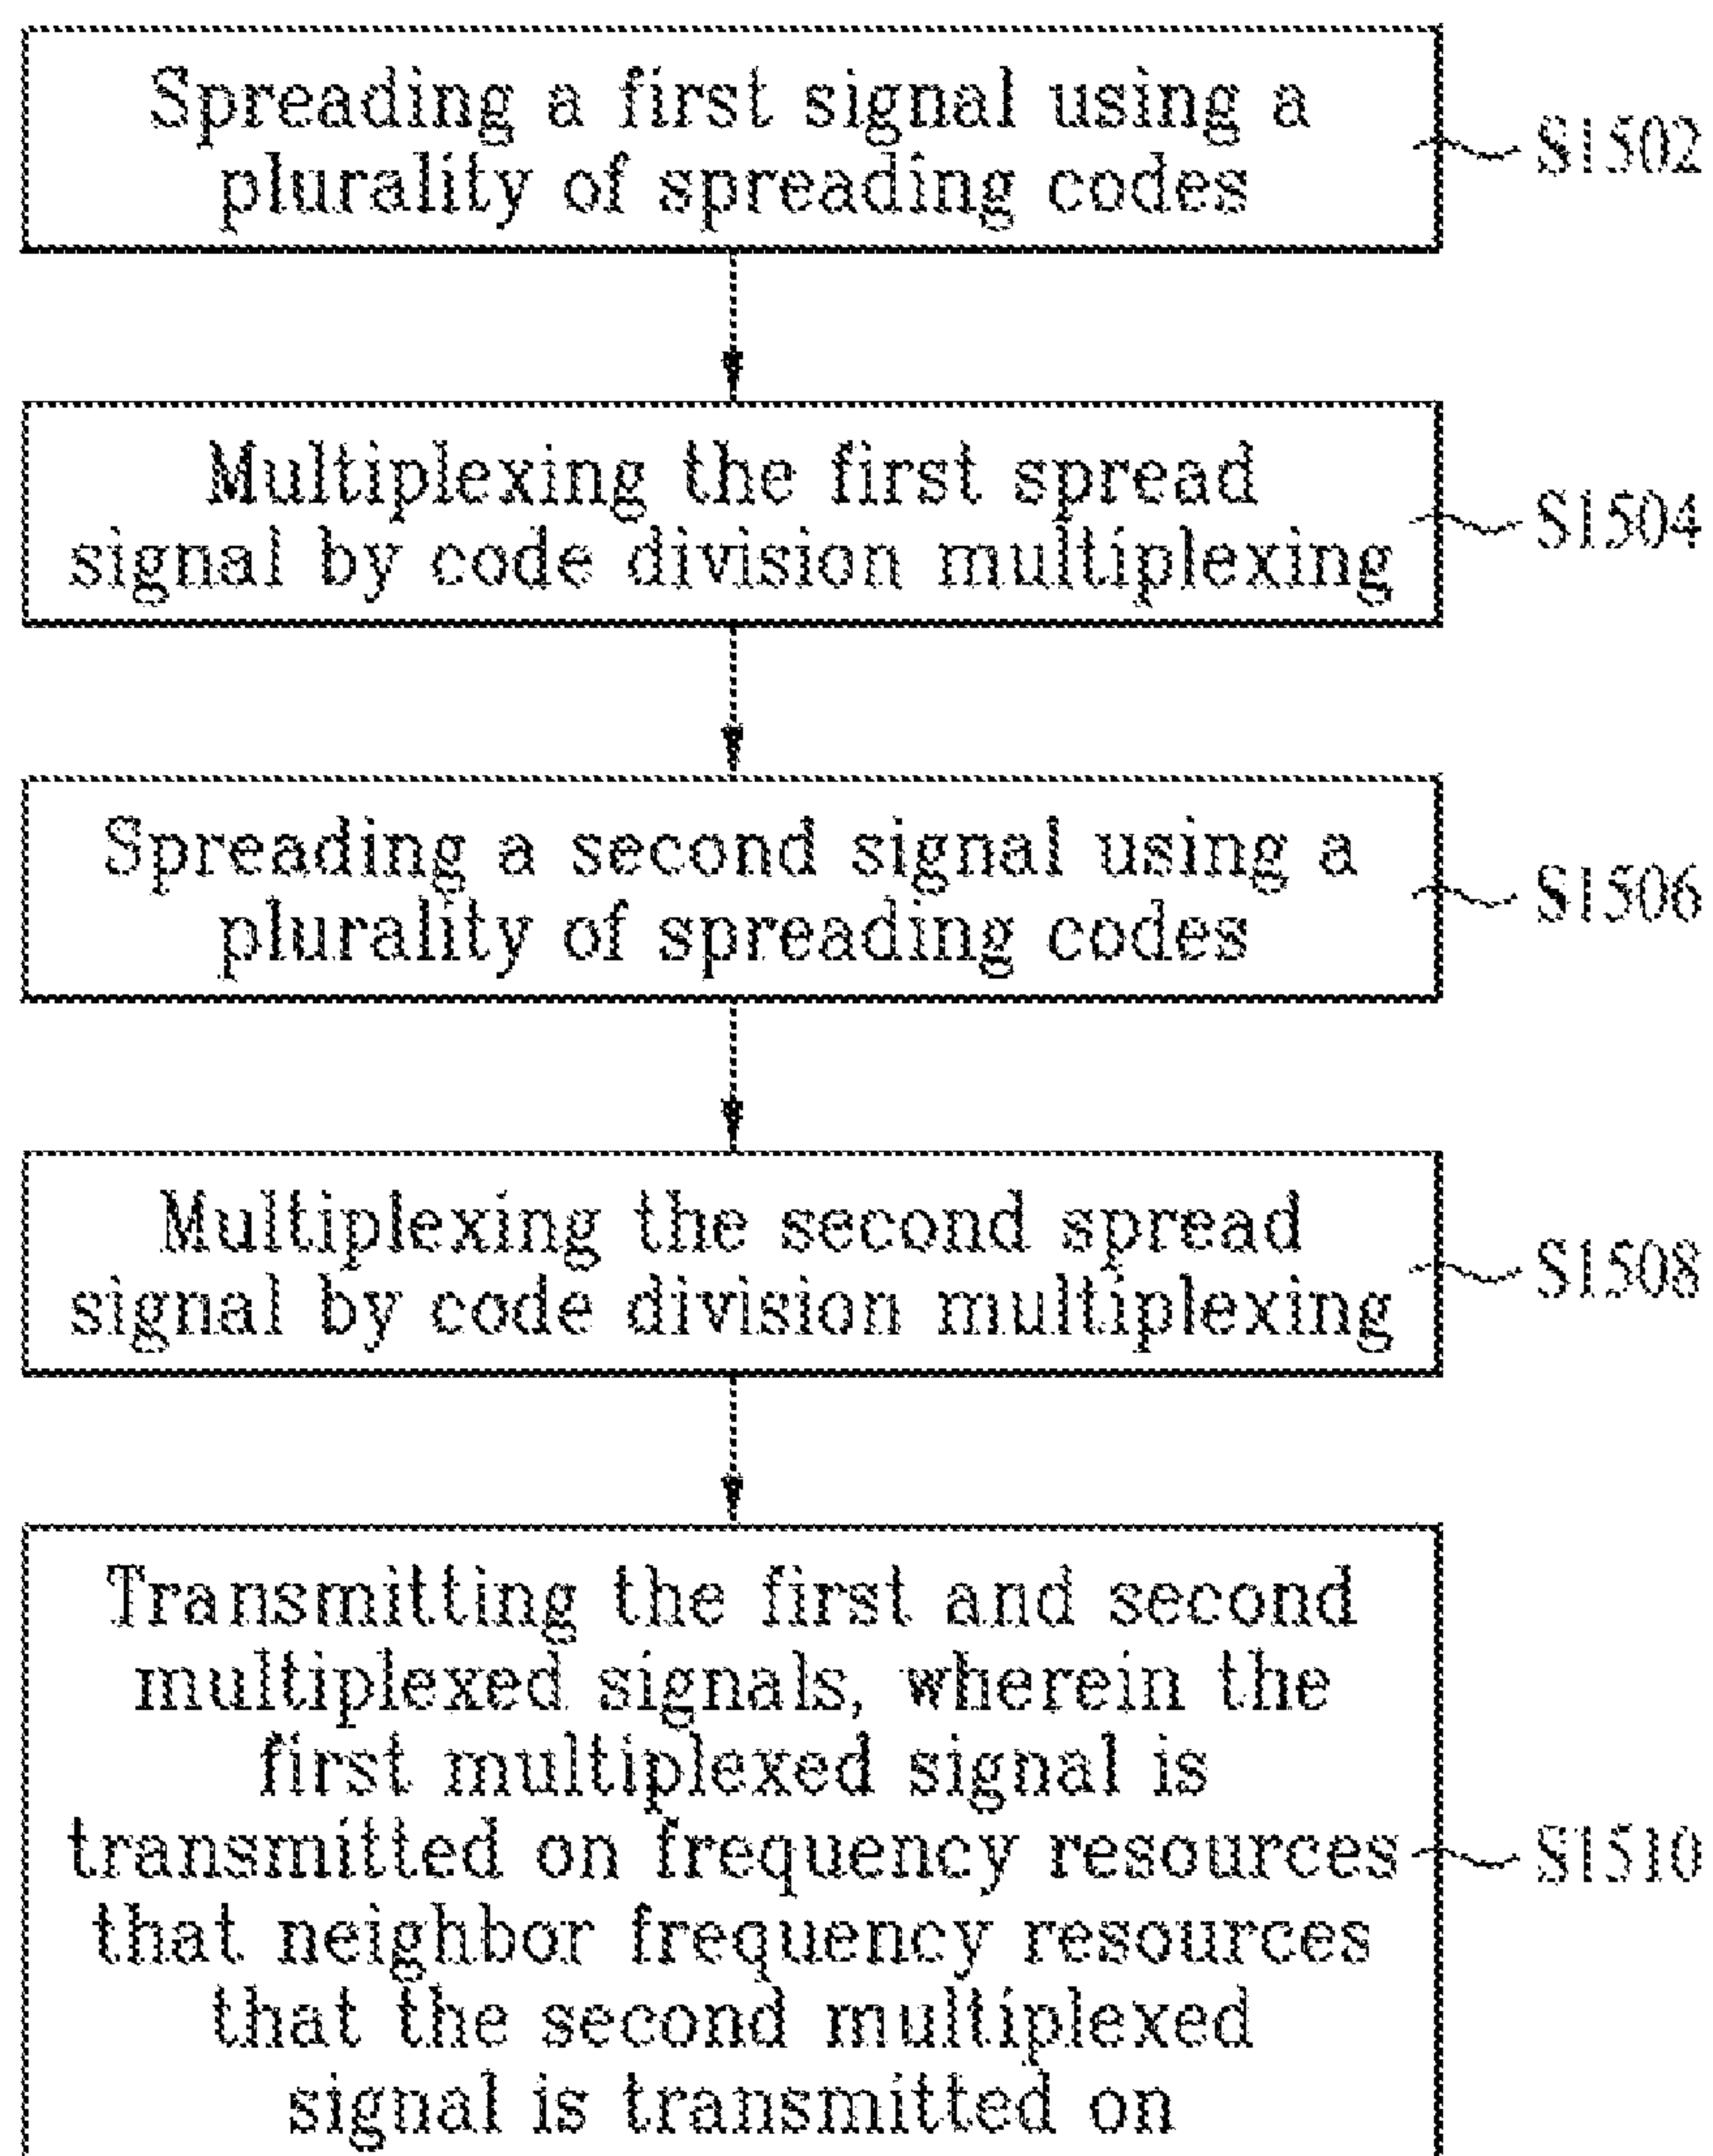 Spreading a first signal using a
plurality of spreading codes
S1502
Multiplexing the first spread
signal by code division multiplexing
S1504
Spreading a second signal using a
plurality of spreading codes
S1506
Multiplexing the second spread
signal by code division multiplexing
S1508
Transmitting the first and second
multiplexed signals, wherein the
first multiplexed signal is
transmitted on frequency resources
that neighbor frequency resources
that the second multiplexed
signal is transmitted on
S1510